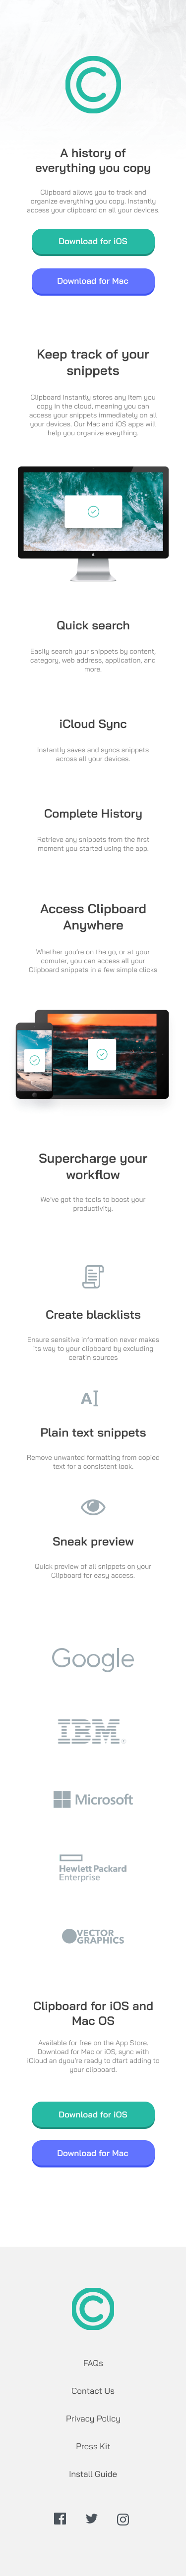 A history of
everything you copy
Clipboard allows you to track and
organize everything you copy. Instantly
access your clipboard on all your devices.
Download for iOS
Download for Mac
Keep track of your
snippets
Clipboard instantly stores any item you
copy in the cloud, meaning you can
access your snippets immediately on all
your devices. Our Mac and iOS apps will
help you organize eveything.
Quick search
Easily search your snippets by content,
category, web address, application, and
more.
iCloud Sync
Instantly saves and syncs snippets
across all your devices.
Complete History
Retrieve any snippets from the first
moment you started using the app.
Access Clipboard
Anywhere
Whether you're on the go, or at your
comuter, you can access all your
Clipboard snippets in a few simple clicks
Supercharge your
workflow
We've got the tools to boost your
productivity.
Create blacklists
Ensure sensitive information never makes
its way to your clipboard by excluding
ceratin sources
A
Plain text snippets
Remove unwanted formatting from copied
text for a consistent look.
Sneak preview
Quick preview of all snippets on your
Clipboard for easy access.
Google
IBM
Microsoft
Hewlett Packard
Enterprise
VECTOR
GRAPHICS
Clipboard for iOS and
Mac OS
Available for free on the App Store.
Download for Mac or iOS, sync with
iCloud an dyou're ready to start adding to
your clipboard.
Download for iOS
Download for Mac
FAQs
Contact Us
Privacy Policy
Press Kit
Install Guide